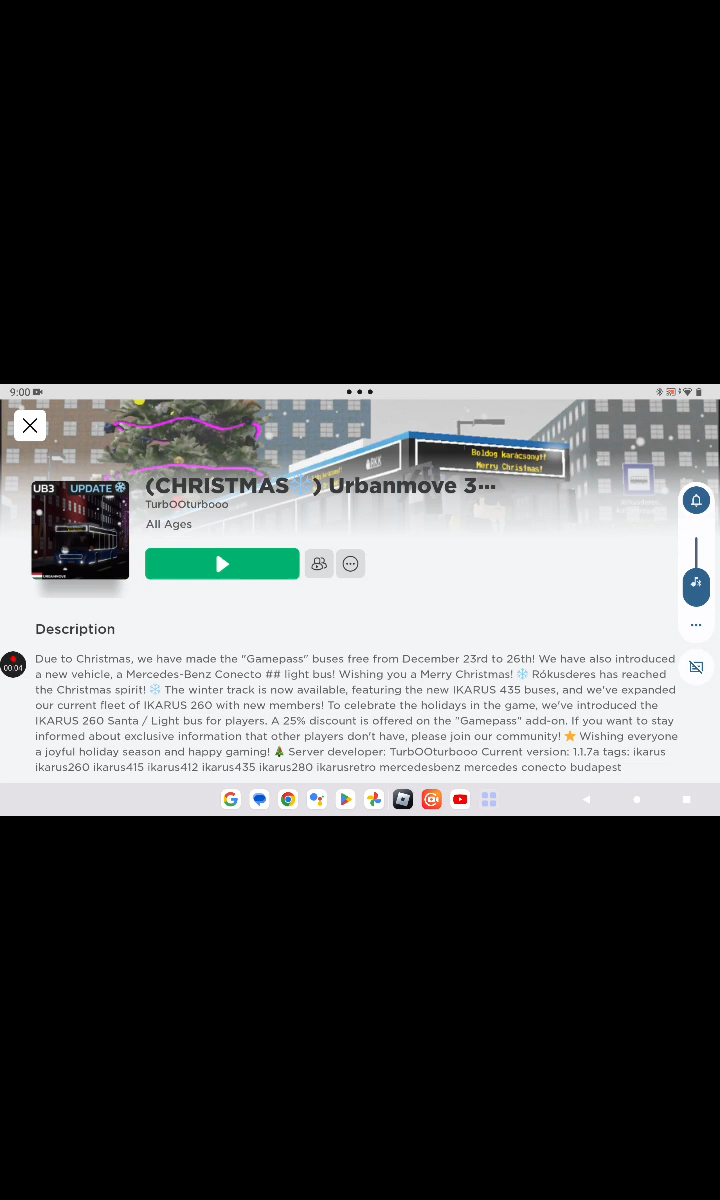 9:00
Boldog karácsonyt!
Merry Christmas!
BKK
(CHRISTMAS❄️) Urbanmove 3...
UB3 UPDATE ❄️
URBANMOVE
TurbOOturbooo
All Ages
Description
00:04
Due to Christmas, we have made the "Gamepass" buses free from December 23rd to 26th! We have also introduced
a new vehicle, a Mercedes-Benz Conecto ## light bus! Wishing you a Merry Christmas! ❄️ Rókusderes has reached
the Christmas spirit! ❄️ The winter track is now available, featuring the new IKARUS 435 buses, and we've expanded
our current fleet of IKARUS 260 with new members! To celebrate the holidays in the game, we've introduced the
IKARUS 260 Santa / Light bus for players. A 25% discount is offered on the "Gamepass" add-on. If you want to stay
informed about exclusive information that other players don't have, please join our community! ⭐ Wishing everyone
a joyful holiday season and happy gaming! 🎄 Server developer: TurbOOturbooo Current version: 1.1.7a tags: ikarus
ikarus260 ikarus415 ikarus412 ikarus435 ikarus280 ikarusretro mercedesbenz mercedes conecto budapest